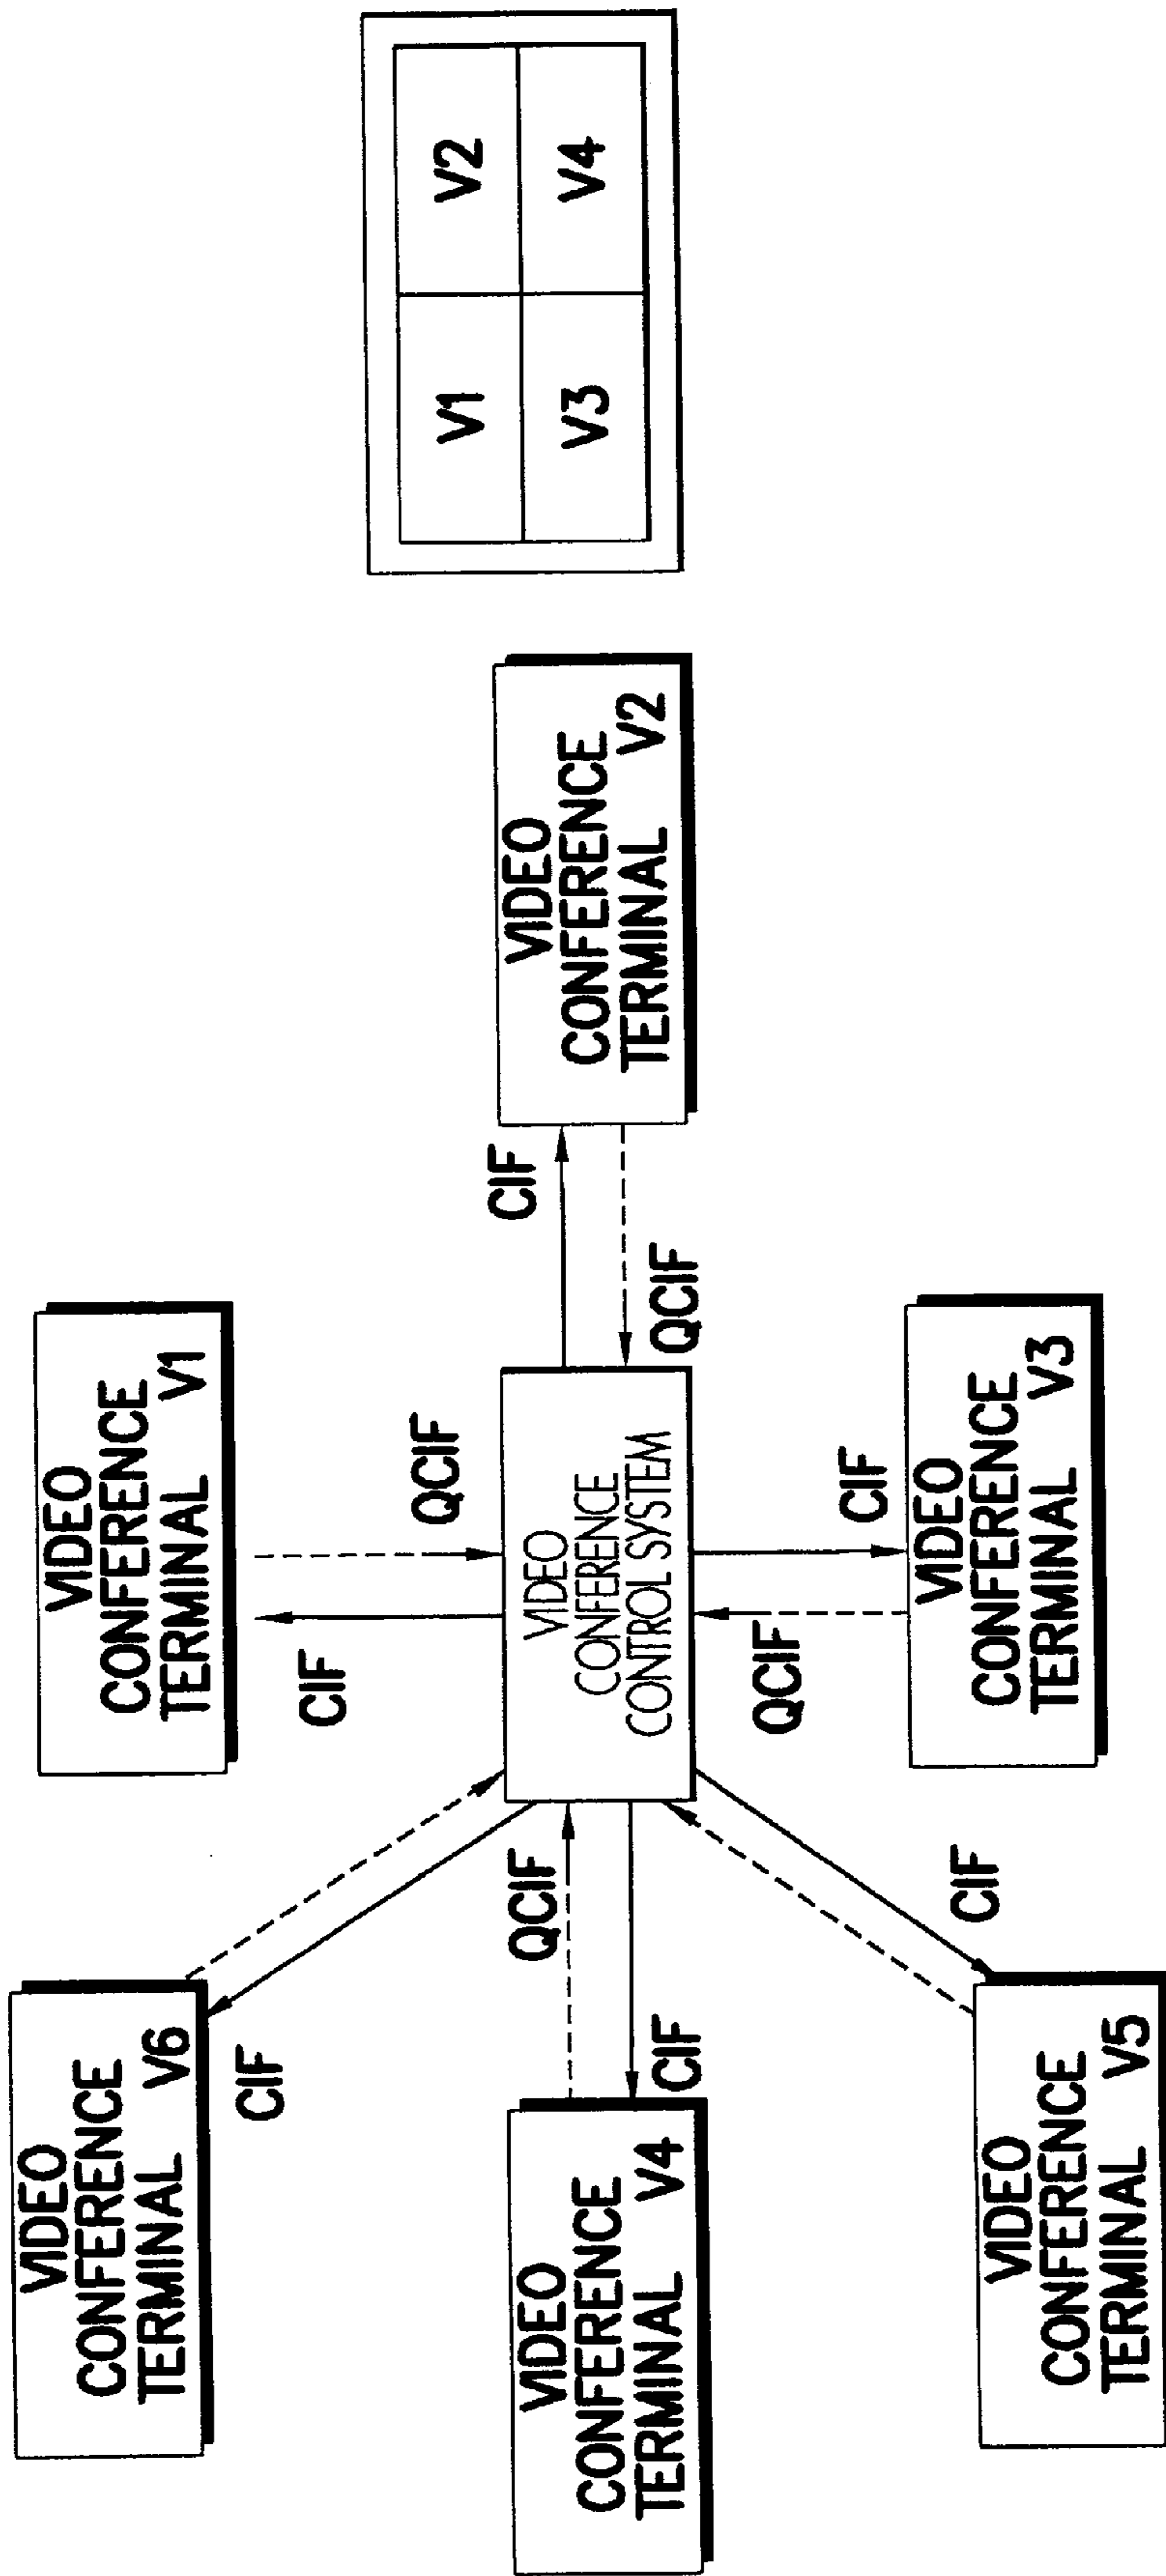 VIDEO
CONFERENCE
TERMINAL V6
VIDEO
CONFERENCE
TERMINAL V1
CIF
CIF
QCIF
V1
V2
V3
V4
VIDEO
CONFERENCE
TERMINAL V4
QCIF
CIF
VIDEO
CONFERENCE
CONTROL SYSTEM
CIF
QCIF
VIDEO
CONFERENCE
TERMINAL V2
VIDEO
CONFERENCE
TERMINAL V5
CIF
QCIF
CIF
VIDEO
CONFERENCE
TERMINAL V3